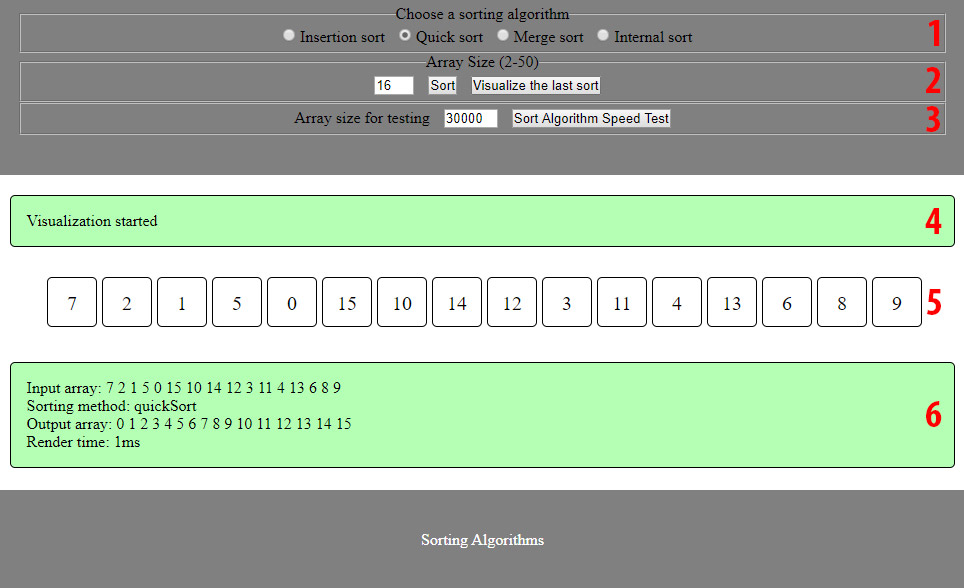 Choose a sorting algorithm
Insertion sort Quick sort Merge sort Internal sort 1
Array Size (2-50)
16 Sort Visualize the last sort 2
Array size for testing 30000 Sort Algorithm Speed Test 3
Visualization started 4
7 2 1 5 0 15 10 14 12 3 11 4 13 6 8 9 5
Input array: 7 2 1 5 0 15 10 14 12 3 11 4 13 6 8 9
Sorting method: quickSort
6
Output array: 0 1 2 3 4 5 6 7 8 9 10 11 12 13 14 15
Render time: 1ms
Sorting Algorithms